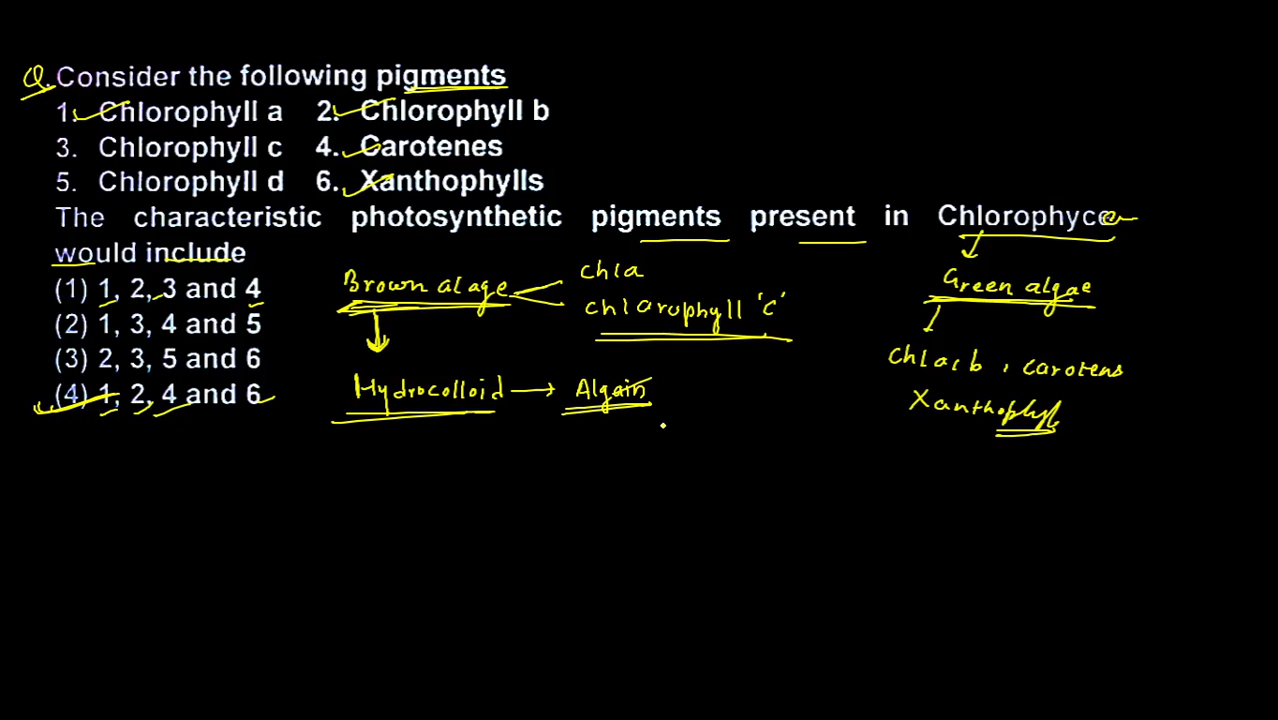 Q. Consider the following pigments
1. Chlorophyll a 2. Chlorophyll b
3. Chlorophyll c 4. Carotenes
5. Chlorophyll d 6. Xanthophylls
The characteristic photosynthetic pigments present in Chlorophyce
would include
(1) 1, 2, 3 and 4
(2) 1, 3, 4 and 5
(3) 2, 3, 5 and 6
(4) 1, 2, 4 and 6
Brown alage
chla
chlorophyll 'c'
Hydrocolloid → Algain
Green algae
Chlacb , carotens
Xanthophyll